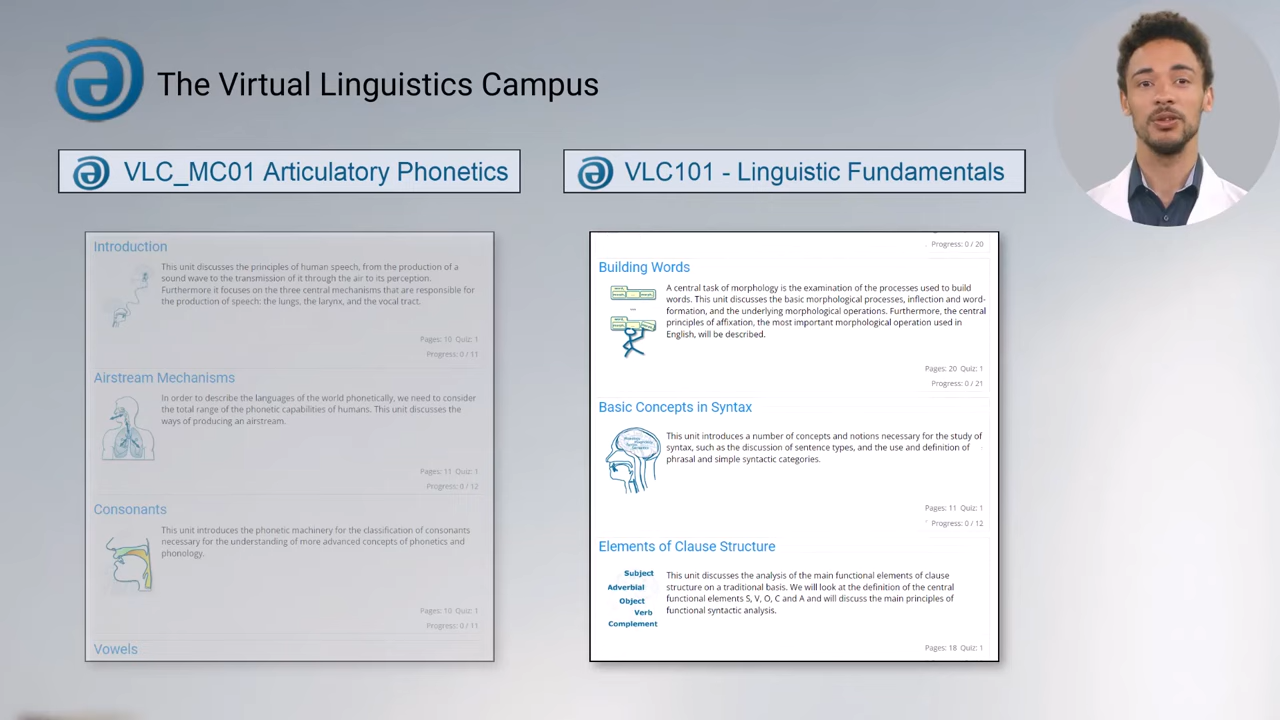 The Virtual Linguistics Campus
VLC_MC01 Articulatory Phonetics
Introduction
This unit discusses the principles of human speech, from the production of a
sound wave to the transmission of it through the air to its perception.
Furthermore it focuses on the three central mechanisms that are responsible for
the production of speech: the lungs, the larynx, and the vocal tract.
Pages: 10 Quiz: 1
Progress: 0 / 11
Airstream Mechanisms
In order to describe the languages of the world phonetically, we need to consider
the total range of the phonetic capabilities of humans. This unit discusses the
ways of producing an airstream.
Pages: 11 Quiz: 1
Progress: 0 / 12
Consonants
This unit introduces the phonetic machinery for the classification of consonants
necessary for the understanding of more advanced concepts of phonetics and
phonology.
Pages: 10 Quiz: 1
Progress: 0 / 11
Vowels
VLC101 - Linguistic Fundamentals
Progress: 0 / 20
Building Words
A central task of morphology is the examination of the processes used to build
words. This unit discusses the basic morphological processes, inflection and word-
formation, and the underlying morphological operations. Furthermore, the central
principles of affixation, the most important morphological operation used in
English, will be described.
Pages: 20 Quiz: 1
Progress: 0 / 21
Basic Concepts in Syntax
This unit introduces a number of concepts and notions necessary for the study of
syntax, such as the discussion of sentence types, and the use and definition of
phrasal and simple syntactic categories.
Pages: 11 Quiz: 1
Progress: 0 / 12
Elements of Clause Structure
Subject
Adverbial
Object
Verb
Complement
This unit discusses the analysis of the main functional elements of clause
structure on a traditional basis. We will look at the definition of the central
functional elements S, V, O, C and A and will discuss the main principles of
functional syntactic analysis.
Pages: 18 Quiz: 1